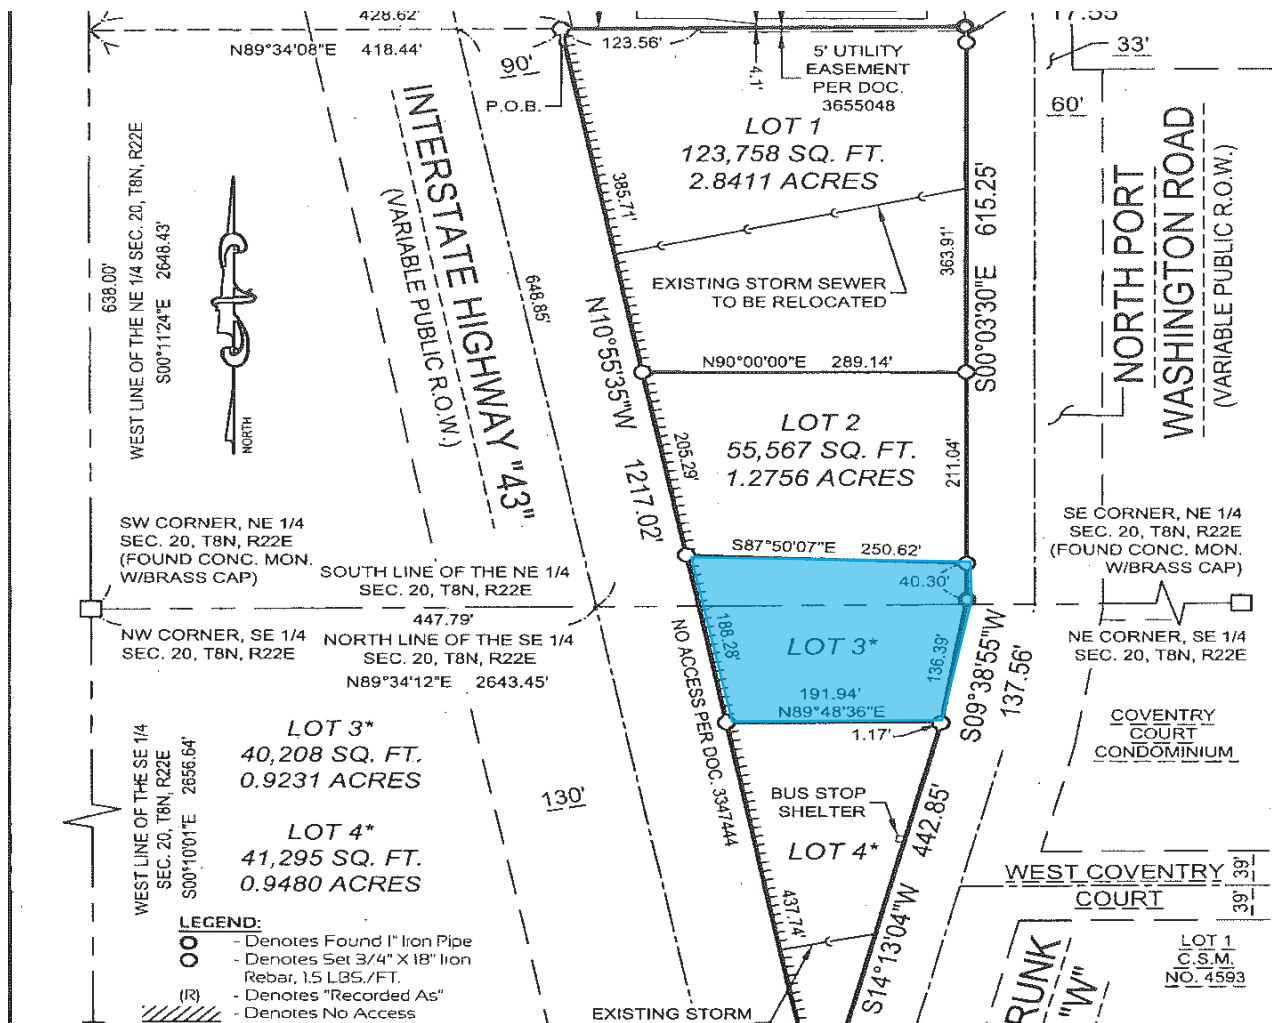 428.62'
17.55
N89°34'08"E 418.44'
123.56'
90'
P.O.B.
4.1'
5' UTILITY
EASEMENT
PER DOC.
3655048
33'
60'
LOT 1
123,758 SQ. FT.
2.8411 ACRES
INTERSTATE HIGHWAY "43"
(VARIABLE PUBLIC R.O.W.)
638.00'
WEST LINE OF THE NE 1/4 SEC. 20, T8N, R22E
S00°11'24"E 2648.43'
NORTH
385.71'
648.85'
EXISTING STORM SEWER
TO BE RELOCATED
363.91'
S00°03'30"E 615.25'
NORTH PORT
WASHINGTON ROAD
(VARIABLE PUBLIC R.O.W.)
N10°55'35"W 1217.02'
N90°00'00"E 289.14'
LOT 2
55,567 SQ. FT.
1.2756 ACRES
205.29'
211.04'
SW CORNER, NE 1/4
SEC. 20, T8N, R22E
(FOUND CONC. MON.
W/BRASS CAP)
SOUTH LINE OF THE NE 1/4
SEC. 20, T8N, R22E
S87°50'07"E 250.62'
40.30'
SE CORNER, NE 1/4
SEC. 20, T8N, R22E
(FOUND CONC. MON.
W/BRASS CAP)
447.79'
NW CORNER, SE 1/4
SEC. 20, T8N, R22E
NORTH LINE OF THE SE 1/4
SEC. 20, T8N, R22E
N89°34'12"E 2643.45'
188.28'
LOT 3*
136.39'
191.94'
N89°48'36"E
1.17'
S09°38'55"W
137.56'
NE CORNER, SE 1/4
SEC. 20, T8N, R22E
NO ACCESS PER DOC. 3347444
WEST LINE OF THE SE 1/4
SEC. 20, T8N, R22E
S00°10'01"E 2656.64'
LOT 3*
40,208 SQ. FT.
0.9231 ACRES
LOT 4*
41,295 SQ. FT.
0.9480 ACRES
130'
COVENTRY
COURT
CONDOMINIUM
BUS STOP
SHELTER
LOT 4*
442.85'
S14°13'04"W
437.74'
WEST COVENTRY
COURT
39'
39'
LEGEND:
- Denotes Found 1" Iron Pipe
- Denotes Set 3/4" X 18" Iron
Rebar, 1.5 LBS./FT.
(R) - Denotes "Recorded As"
- Denotes No Access
EXISTING STORM
RUNK
"W"
LOT 1
C.S.M.
NO. 4593